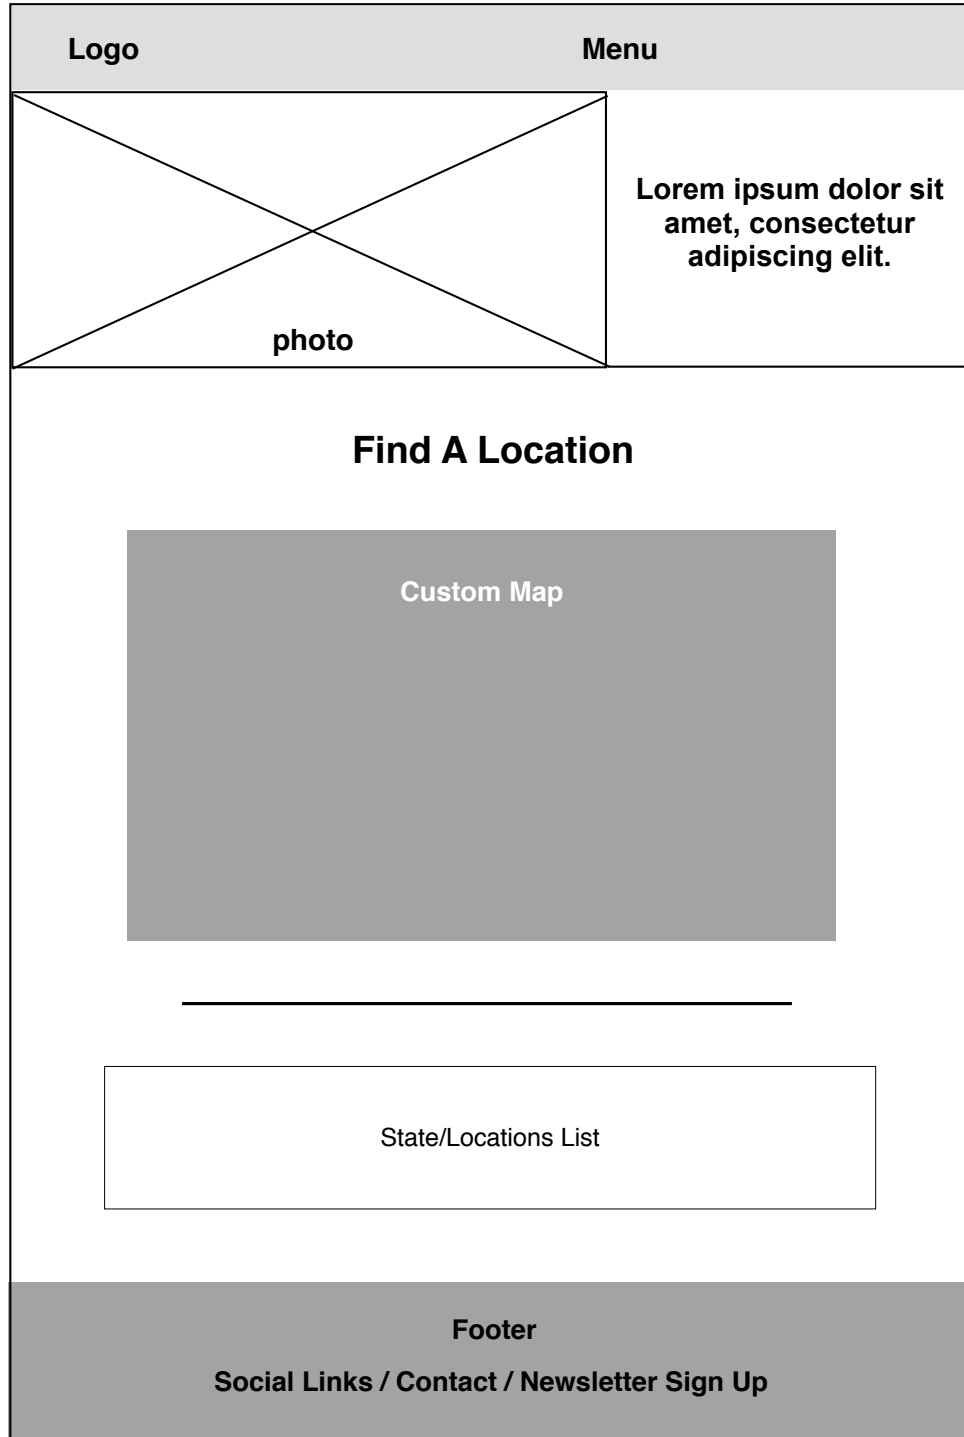 Logo
Menu
Lorem ipsum dolor sit
amet, consectetur
adipiscing elit.
photo
Find A Location
Custom Map
State/Locations List
Footer
Social Links / Contact / Newsletter Sign Up